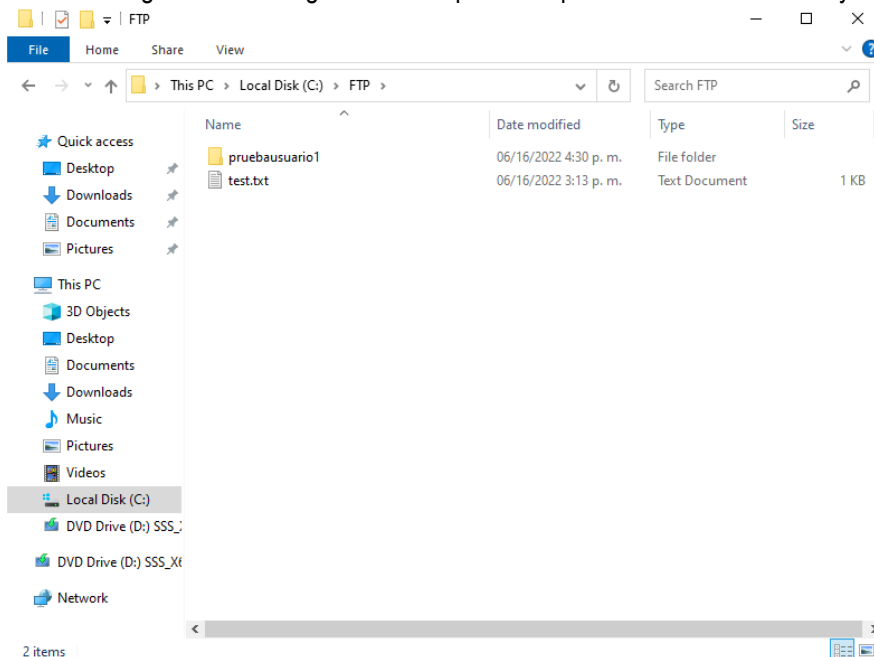 FTP
File Home Share View
This PC > Local Disk (C:) > FTP >
Search FTP
Name Date modified Type Size
pruebausuario1 06/16/2022 4:30 p. m. File folder
test.txt 06/16/2022 3:13 p. m. Text Document 1 KB
Quick access
Desktop
Downloads
Documents
Pictures
This PC
3D Objects
Desktop
Documents
Downloads
Music
Pictures
Videos
Local Disk (C:)
DVD Drive (D:) SSS_
DVD Drive (D:) SSS_X6
Network
2 items